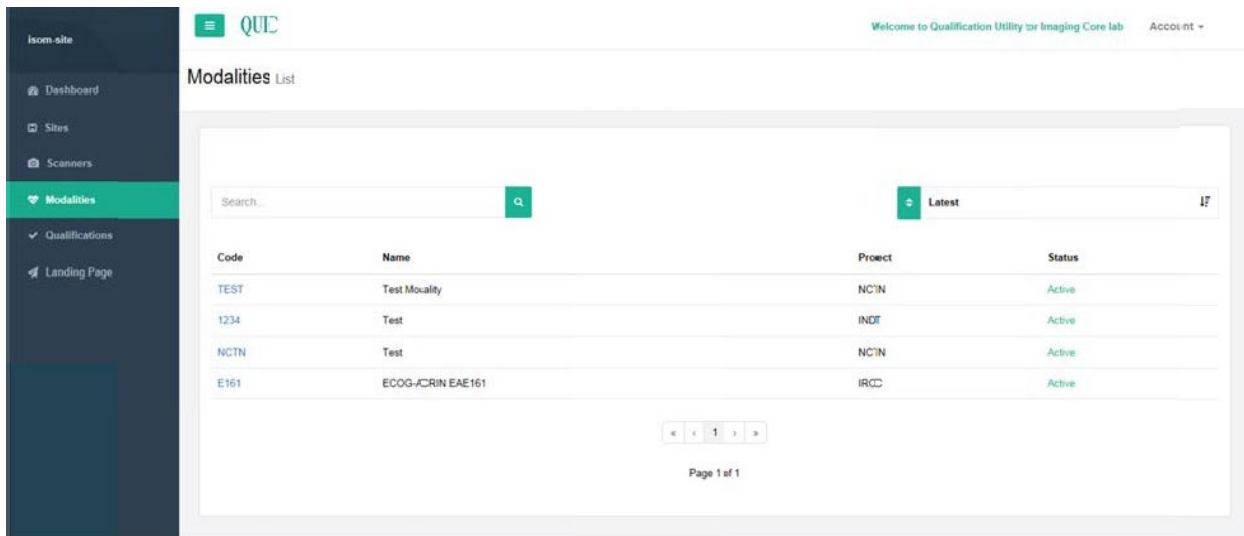 isom-site
QUIC
Welcome to Qualification Utility for Imaging Core lab Account
Modalities List
Dashboard
Sites
Scanners
Modalities
Qualifications
Landing Page
Search...
Latest
Code Name Project Status
TEST Test Modality NCTN Active
1234 Test Active
NCTN Test NCTN Active
E161 ECOG-ACRIN EAE161 Active
« ‹ 1 › »
Page 1 of 1